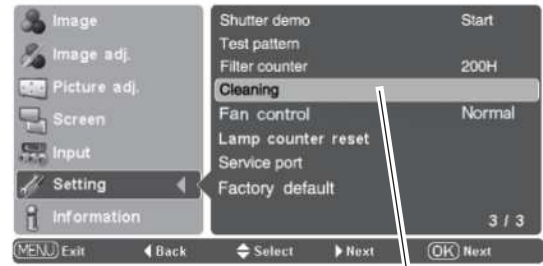 Image
Image adj.
Picture adj.
Screen
Input
Setting
Information
Shutter demo Start
Test pattern
Filter counter 200H
Cleaning
Fan control Normal
Lamp counter reset
Service port
Factory default
3 / 3
MENU Exit Back Select Next OK Next